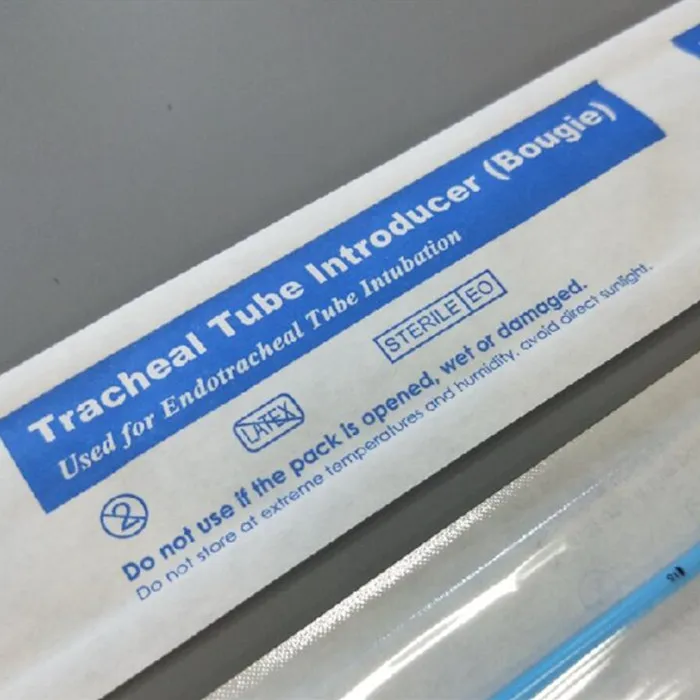 Tracheal Tube Introducer (Bougie)
Used for Endotracheal Tube Intubation
STERILE EO
LATEX
2
Do not use if the pack is opened, wet or damaged.
Do not store at extreme temperatures and humidity, avoid direct sunlight.